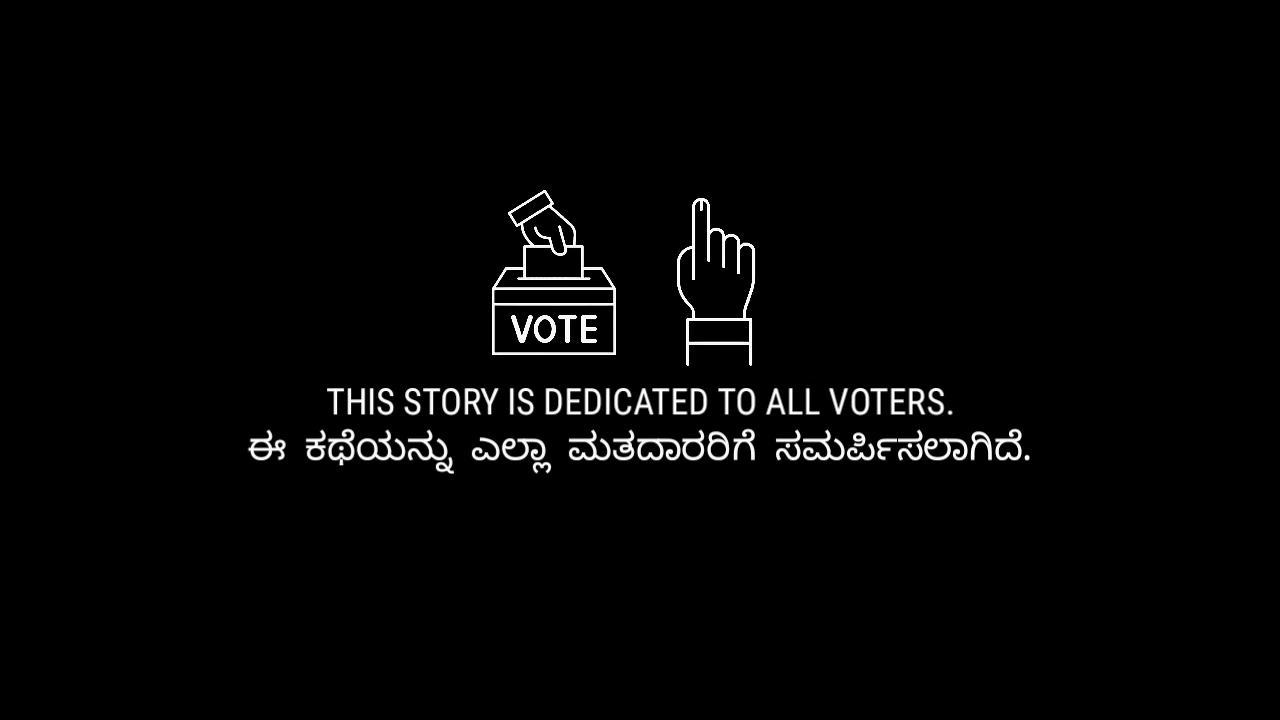 VOTE
THIS STORY IS DEDICATED TO ALL VOTERS.
ಈ ಕಥೆಯನ್ನು ಎಲ್ಲಾ ಮತದಾರರಿಗೆ ಸಮರ್ಪಿಸಲಾಗಿದೆ.